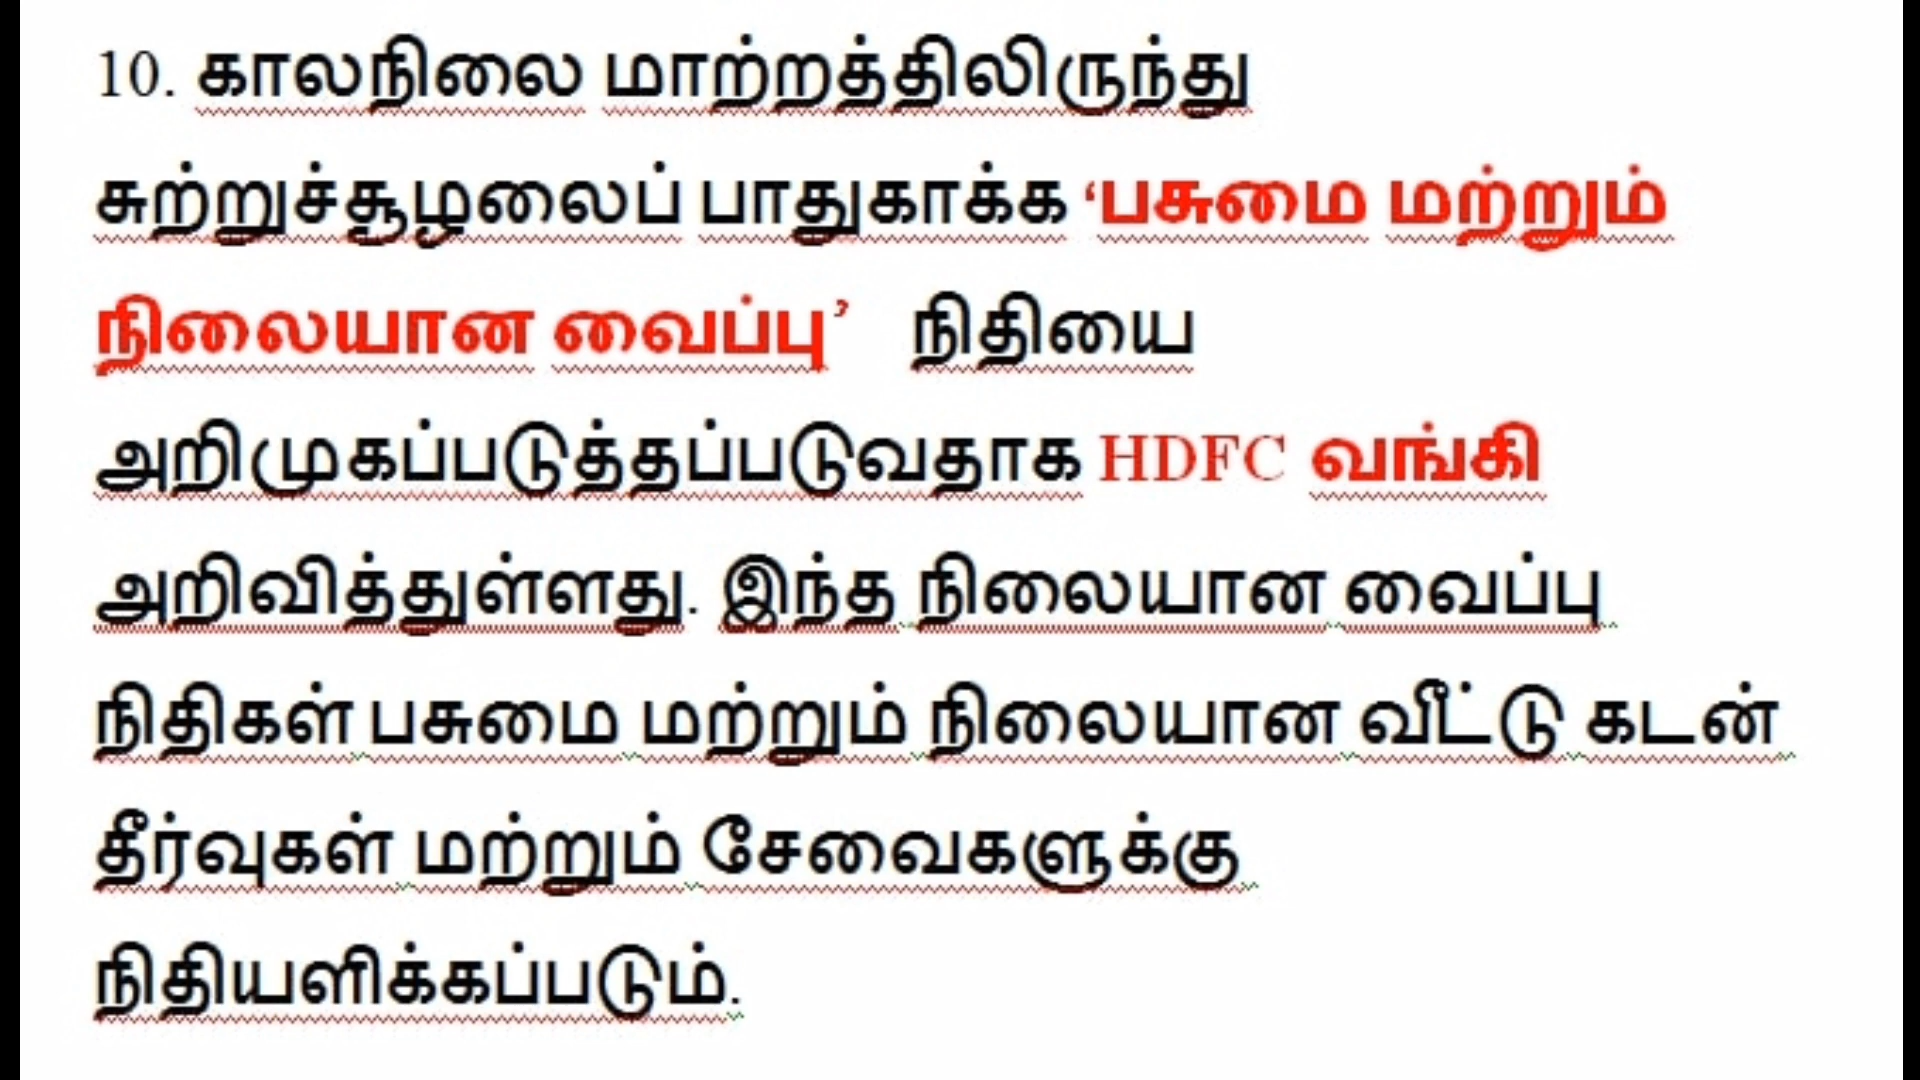 10. காலநிலை மாற்றத்திலிருந்து
சுற்றுச்சூழலைப் பாதுகாக்க ‘பசுமை மற்றும்
நிலையான வைப்பு’ நிதியை
அறிமுகப்படுத்தப்படுவதாக HDFC வங்கி
அறிவித்துள்ளது. இந்த நிலையான வைப்பு
நிதிகள் பசுமை மற்றும் நிலையான வீட்டு கடன்
தீர்வுகள் மற்றும் சேவைகளுக்கு
நிதியளிக்கப்படும்.